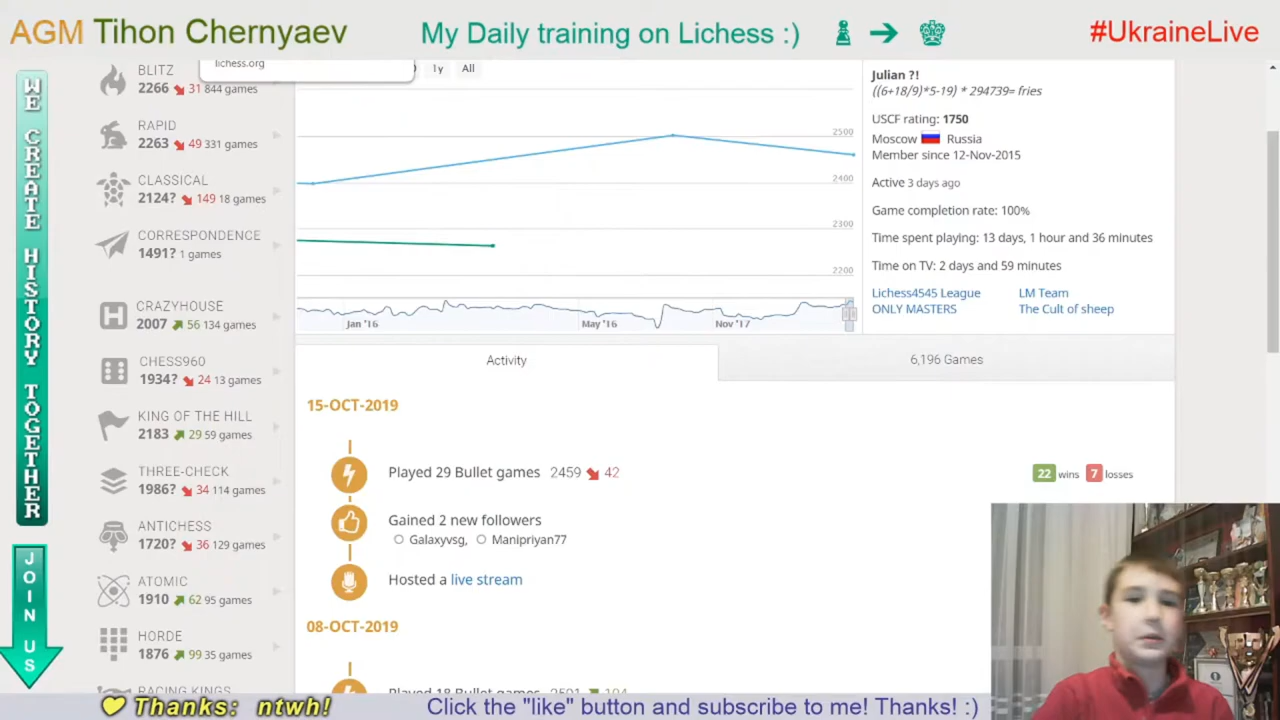 AGM Tihon Chernyaev
My Daily training on Lichess :)
#UkraineLive
WE CREATE HISTORY TOGETHER
JOIN US
lichess.org
1y All
BLITZ
2266 31 844 games
RAPID
2263 49 331 games
CLASSICAL
2124? 149 18 games
CORRESPONDENCE
1491? 1 games
CRAZYHOUSE
2007 56 134 games
CHESS960
1934? 24 13 games
KING OF THE HILL
2183 29 59 games
THREE-CHECK
1986? 34 114 games
ANTICHESS
1720? 36 129 games
ATOMIC
1910 62 95 games
HORDE
1876 99 35 games
RACING KINGS
2500
2400
2300
2200
Jan '16
May '16
Nov '17
Julian ?!
((6+18/9)*5-19) * 294739= fries
USCF rating: 1750
Moscow Russia
Member since 12-Nov-2015
Active 3 days ago
Game completion rate: 100%
Time spent playing: 13 days, 1 hour and 36 minutes
Time on TV: 2 days and 59 minutes
Lichess4545 League LM Team
ONLY MASTERS The Cult of sheep
Activity
6,196 Games
15-OCT-2019
Played 29 Bullet games 2459 42
22 wins 7 losses
Gained 2 new followers
Galaxyvsg, Manipriyan77
Hosted a live stream
08-OCT-2019
Played 18 Bullet games 2501 104
Thanks: ntwh!
Click the "like" button and subscribe to me! Thanks! :)